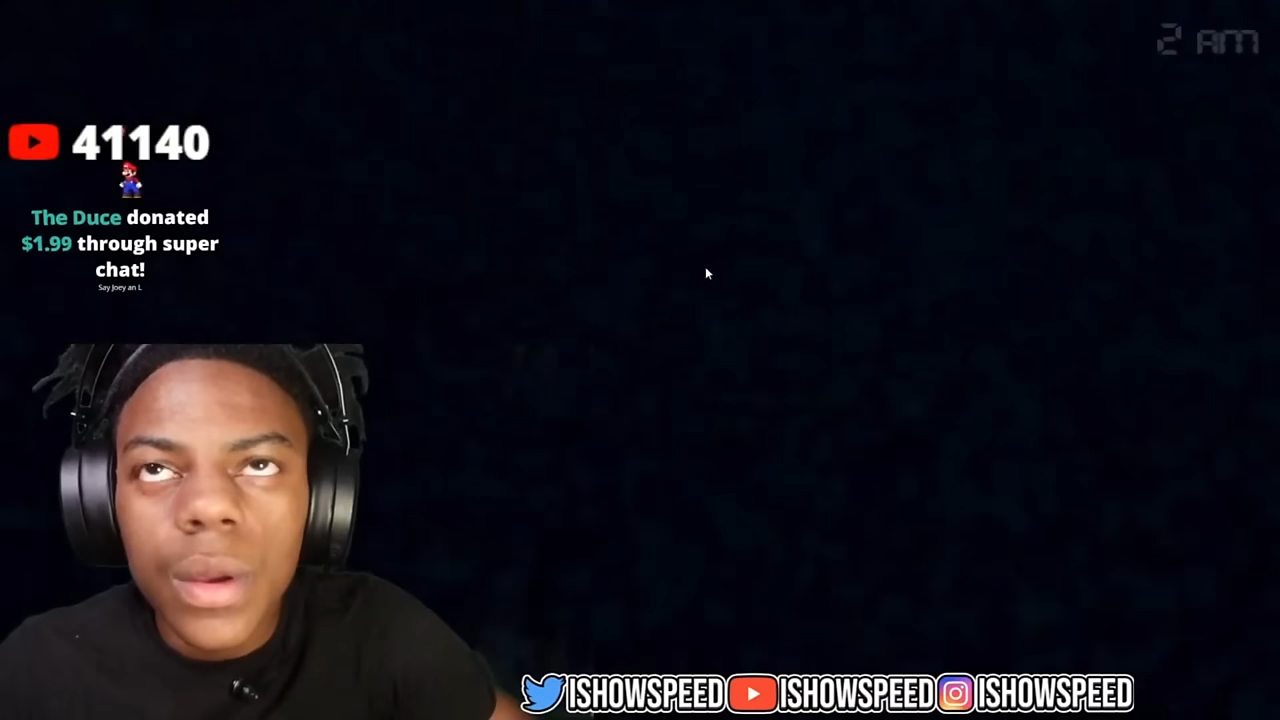 2 AM
41140
The Duce donated
$1.99 through super
chat!
Say Joey an L
ISHOWSPEED ISHOWSPEED ISHOWSPEED